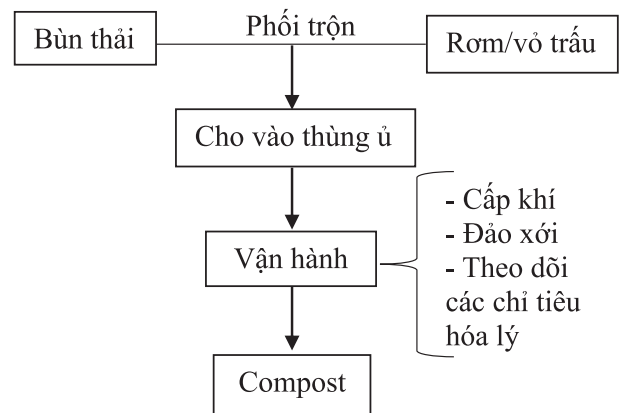 Phối trộn
Bùn thải
Rơm/vỏ trấu
Cho vào thùng ủ
Vận hành
- Cấp khí
- Đảo xới
- Theo dõi
các chỉ tiêu
hóa lý
Compost